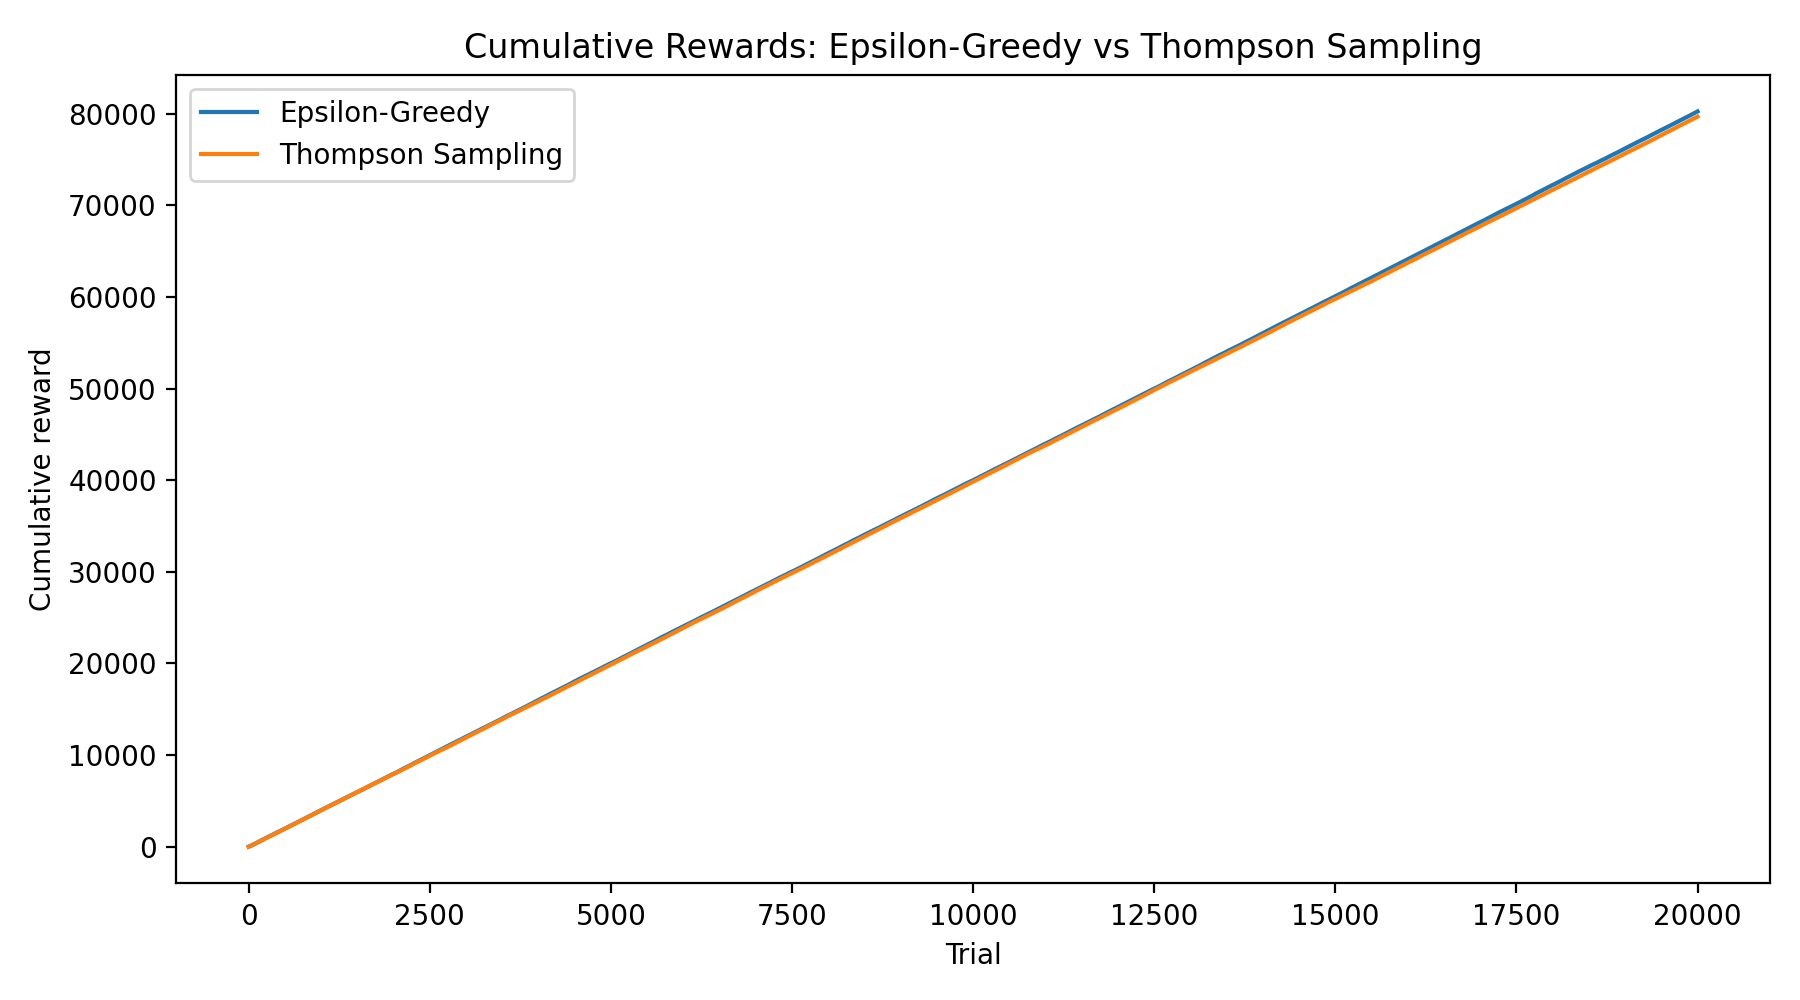 Cumulative Rewards: Epsilon-Greedy vs Thompson Sampling
Epsilon-Greedy
Thompson Sampling
80000
70000
60000
50000
40000
30000
20000
10000
0
Cumulative reward
0 2500 5000 7500 10000 12500 15000 17500 20000
Trial